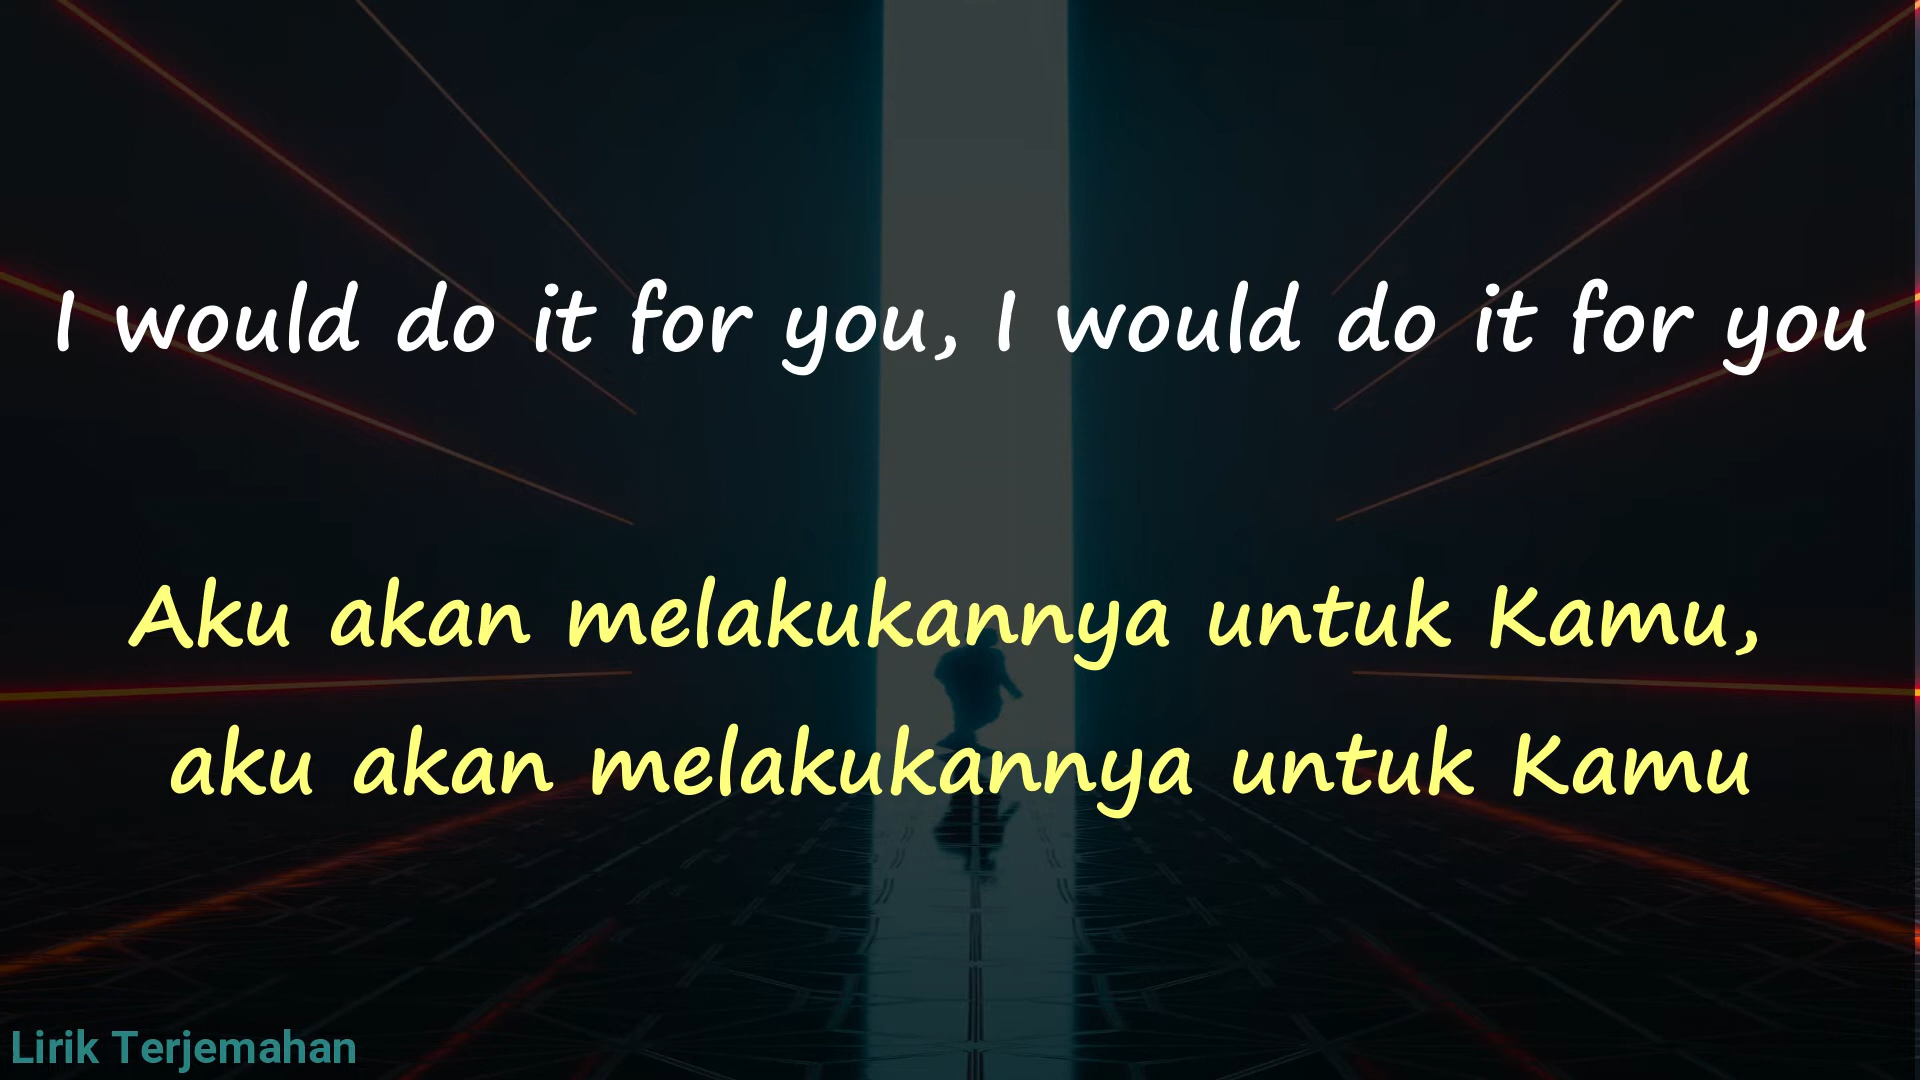 I would do it for you, I would do it for you
Aku akan melakukannya untuk Kamu,
aku akan melakukannya untuk Kamu
Lirik Terjemahan